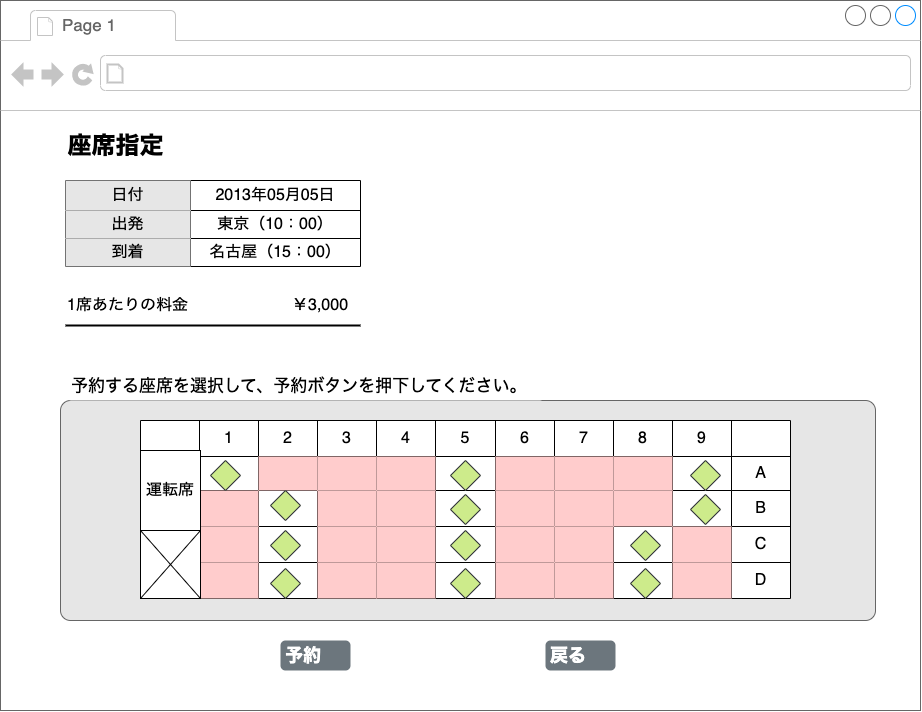 Page 1
座席指定
日付 2013年05月05日
出発 東京（10：00）
到着 名古屋（15：00）
1席あたりの料金 ￥3,000
予約する座席を選択して、予約ボタンを押下してください。
1 2 3 4 5 6 7 8 9
運転席
A
B
C
D
予約 戻る